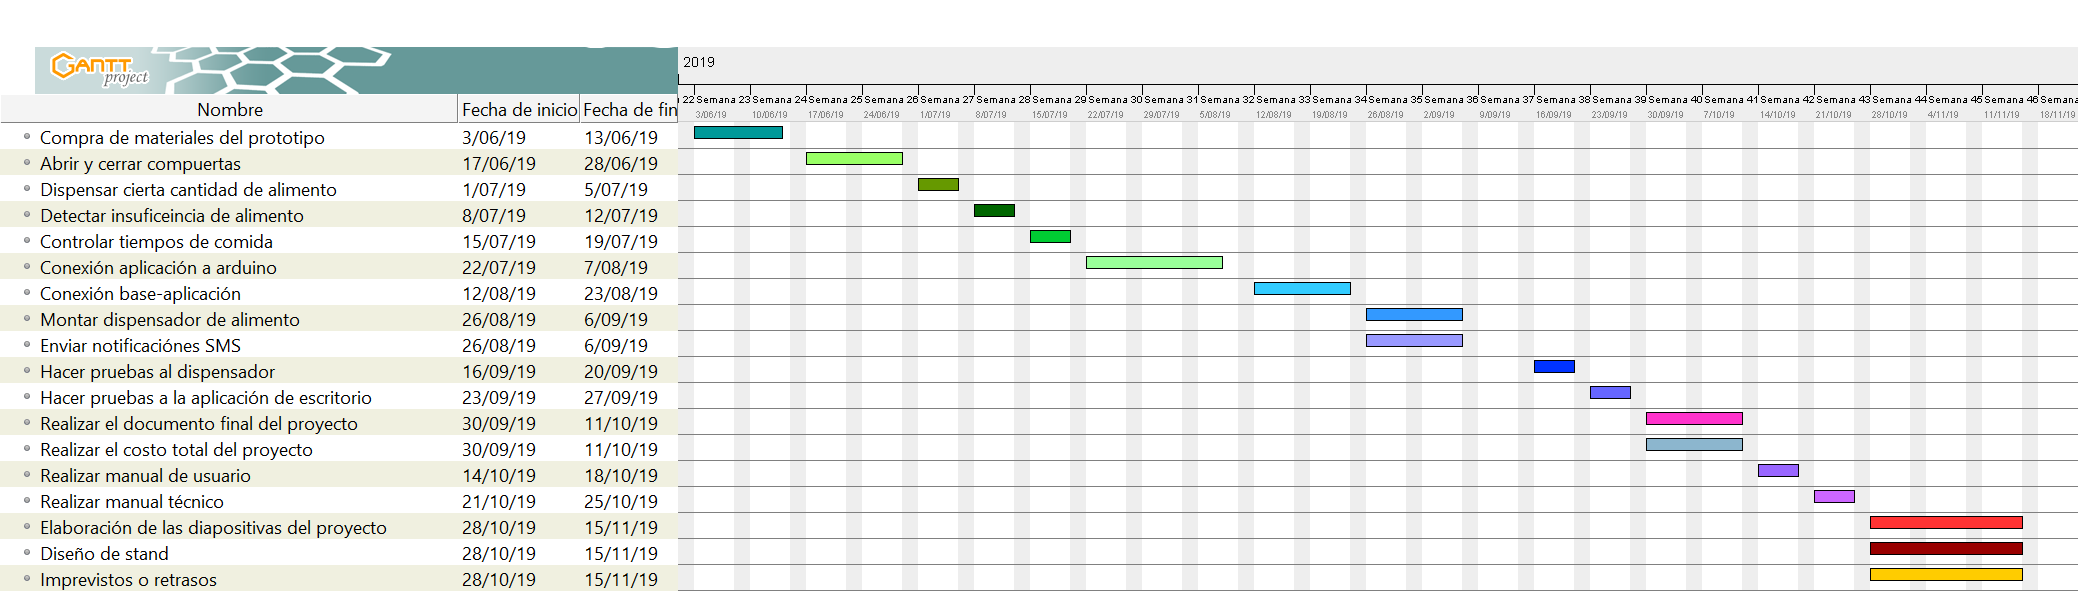 GANTT
project
2019
22 Semana 23 Semana 24 Semana 25 Semana 26 Semana 27 Semana 28 Semana 29 Semana 30 Semana 31 Semana 32 Semana 33 Semana 34 Semana 35 Semana 36 Semana 37 Semana 38 Semana 39 Semana 40 Semana 41 Semana 42 Semana 43 Semana 44 Semana 45 Semana 46 Semana
3/06/19 10/06/19 17/06/19 24/06/19 1/07/19 8/07/19 15/07/19 22/07/19 29/07/19 5/08/19 12/08/19 19/08/19 26/08/19 2/09/19 9/09/19 16/09/19 23/09/19 30/09/19 7/10/19 14/10/19 21/10/19 28/10/19 4/11/19 11/11/19 18/11/19
Nombre Fecha de inicio Fecha de fin
Compra de materiales del prototipo 3/06/19 13/06/19
Abrir y cerrar compuertas 17/06/19 28/06/19
Dispensar cierta cantidad de alimento 1/07/19 5/07/19
Detectar insuficeincia de alimento 8/07/19 12/07/19
Controlar tiempos de comida 15/07/19 19/07/19
Conexión aplicación a arduino 22/07/19 7/08/19
Conexión base-aplicación 12/08/19 23/08/19
Montar dispensador de alimento 26/08/19 6/09/19
Enviar notificaciónes SMS 26/08/19 6/09/19
Hacer pruebas al dispensador 16/09/19 20/09/19
Hacer pruebas a la aplicación de escritorio 23/09/19 27/09/19
Realizar el documento final del proyecto 30/09/19 11/10/19
Realizar el costo total del proyecto 30/09/19 11/10/19
Realizar manual de usuario 14/10/19 18/10/19
Realizar manual técnico 21/10/19 25/10/19
Elaboración de las diapositivas del proyecto 28/10/19 15/11/19
Diseño de stand 28/10/19 15/11/19
Imprevistos o retrasos 28/10/19 15/11/19